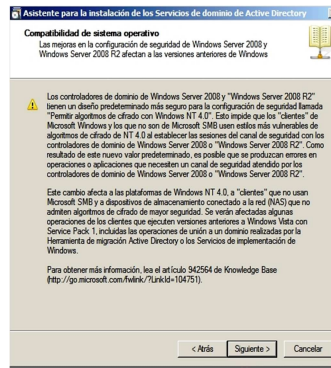 Asistente para la instalación de los Servicios de dominio de Active Directory
Compatibilidad de sistema operativo
Las mejoras en la configuración de seguridad de Windows Server 2008 y
Windows Server 2008 R2 afectan a las versiones anteriores de Windows
Los controladores de dominio de Windows Server 2008 y "Windows Server 2008 R2"
tienen un diseño predeterminado más seguro para la configuración de seguridad llamada
"Permitir algoritmos de cifrado con Windows NT 4.0". Esto impide que los "clientes" de
Microsoft Windows y los que no son de Microsoft SMB usen estilos más vulnerables de
algoritmos de cifrado de NT 4.0 al establecer las sesiones del canal de seguridad con los
controladores de dominio de Windows Server 2008 o "Windows Server 2008 R2". Como
resultado de este nuevo valor predeterminado, es posible que se produzcan errores en
operaciones o aplicaciones que necesiten un canal de seguridad atendido por los
controladores de dominio de Windows Server 2008 o "Windows Server 2008 R2".
Este cambio afecta a las plataformas de Windows NT 4.0, a "clientes" que no usan
Microsoft SMB y a dispositivos de almacenamiento conectado a la red (NAS) que no
admiten algoritmos de cifrado de mayor seguridad. Se verán afectadas algunas
operaciones de los clientes que ejecuten versiones anteriores a Windows Vista con
Service Pack 1, incluidas las operaciones de unión a un dominio realizadas por la
Herramienta de migración Active Directory o los Servicios de implementación de
Windows.
Para obtener más información, lea el artículo 942564 de Knowledge Base
(http://go.microsoft.com/fwlink/?LinkId=104751).
< Atrás Siguiente > Cancelar